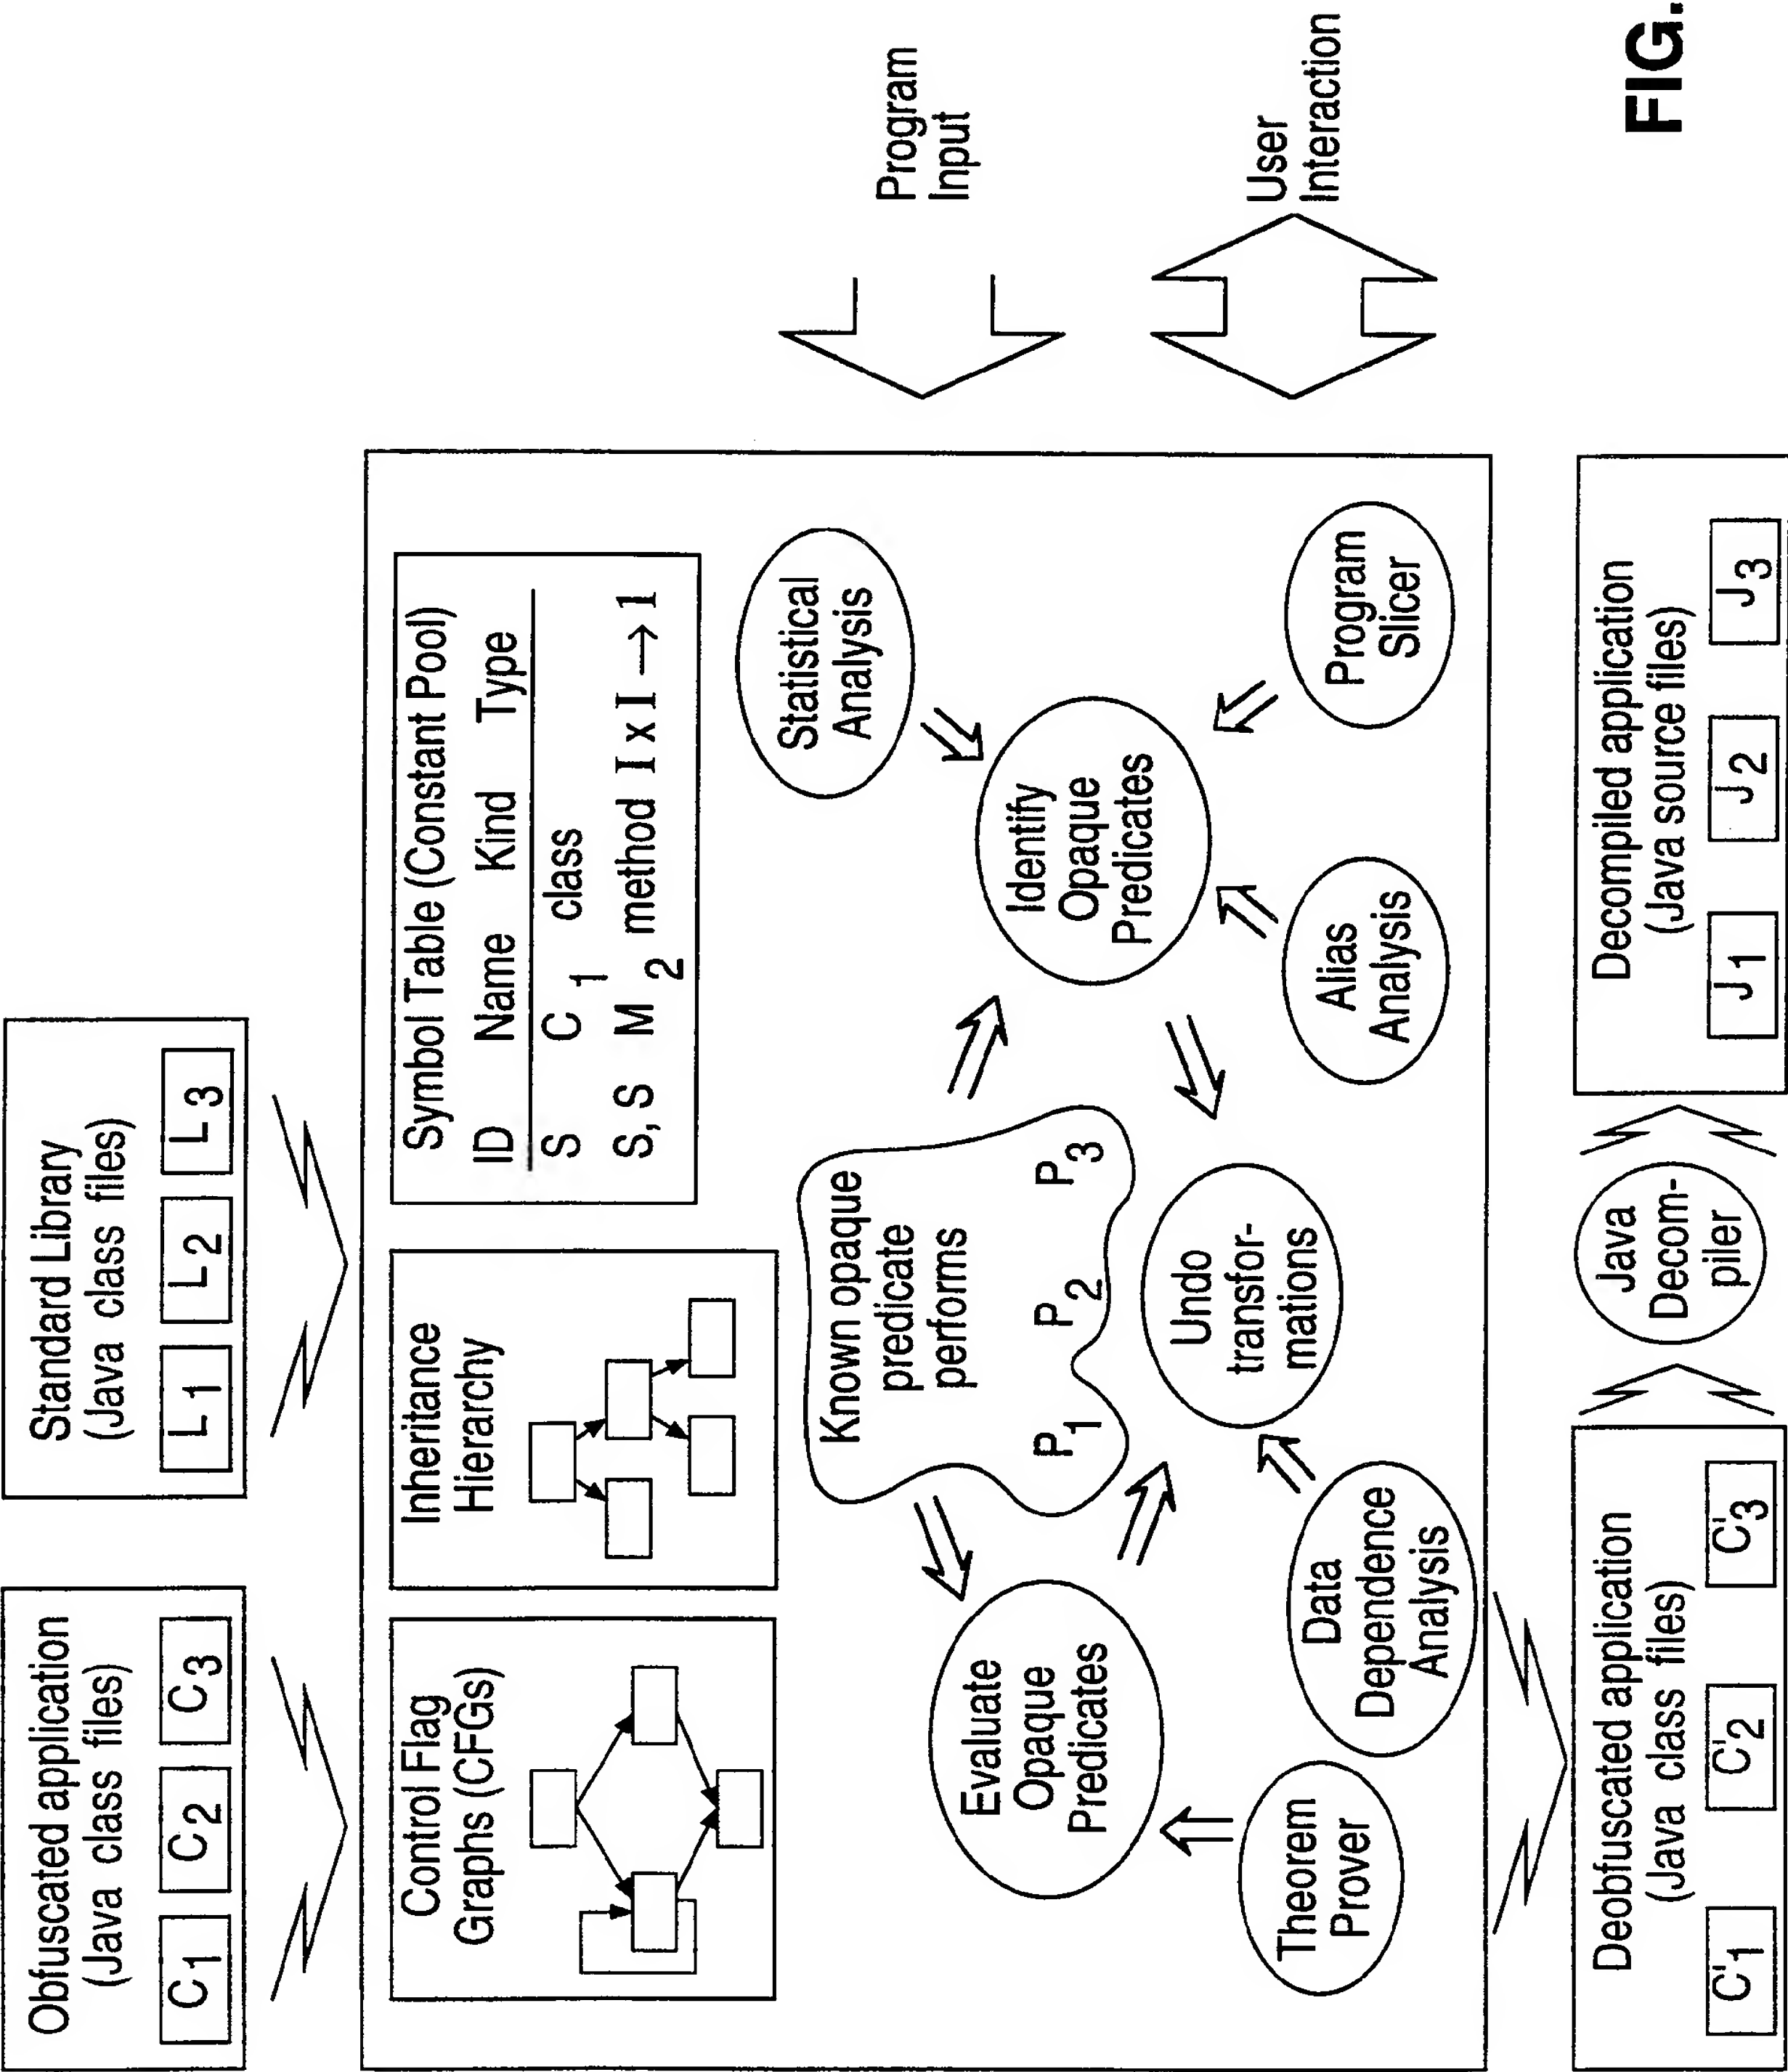 Obfuscated application
(Java class files)
C1 C2 C3
Standard Library
(Java class files)
L1 L2 L3
Control Flag
Graphs (CFGs)
Inheritance
Hierarchy
Symbol Table (Constant Pool)
ID Name Kind Type
S C1 class
S, S M2 method I x I → 1
Known opaque
predicate
performs
P1 P2 P3
Statistical
Analysis
Evaluate
Opaque
Predicates
Identify
Opaque
Predicates
Undo
transfor-
mations
Theorem
Prover
Data
Dependence
Analysis
Alias
Analysis
Program
Slicer
Program
Input
User
Interaction
Deobfuscated application
(Java class files)
C'1 C'2 C'3
Java
Decom-
piler
Decompiled application
(Java source files)
J1 J2 J3
FIG.